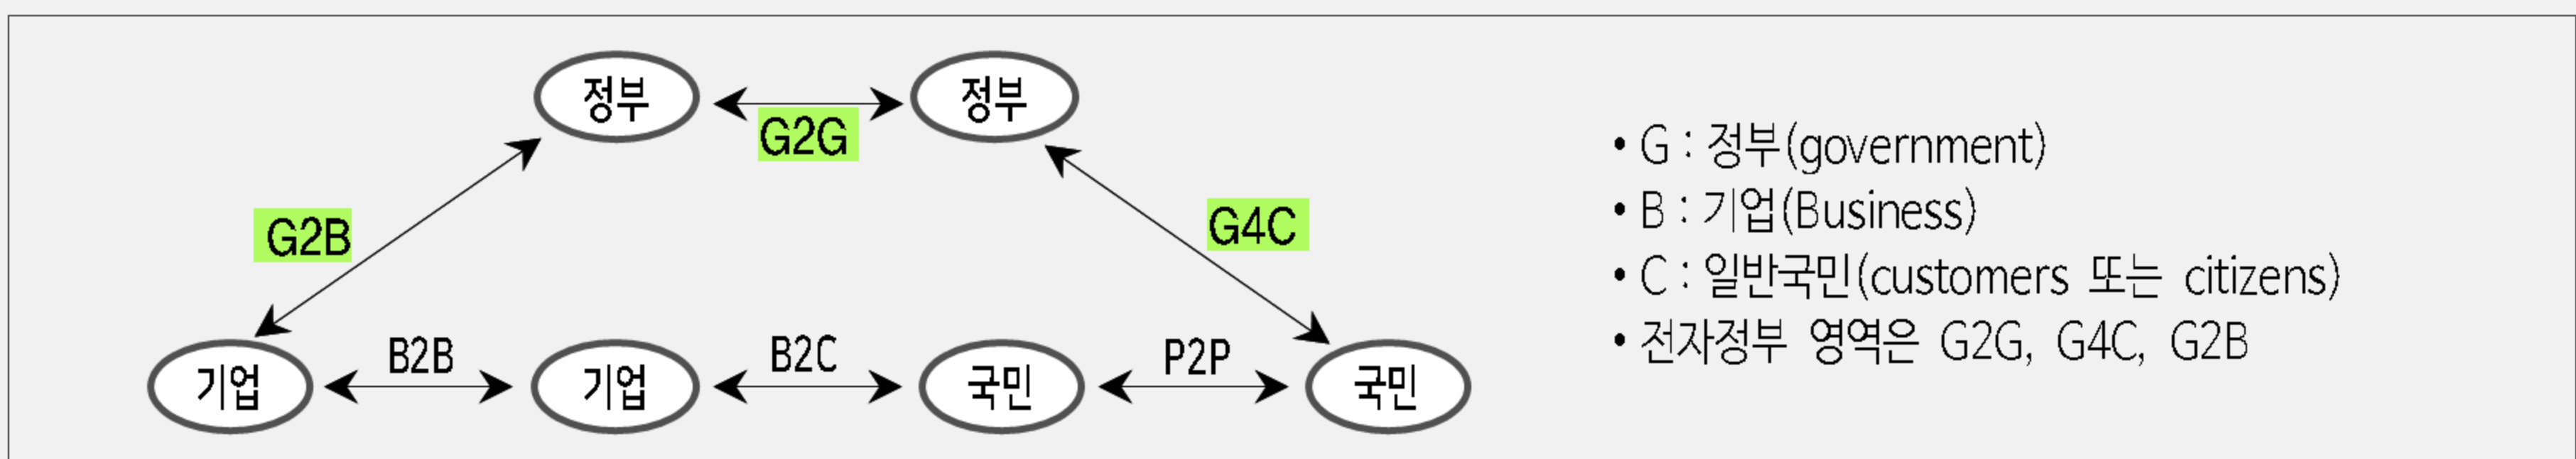 정부
정부
G2G
G2B
G4C
기업
B2B
기업
B2C
국민
P2P
국민
• G : 정부(government)
• B : 기업(Business)
• C : 일반국민(customers 또는 citizens)
• 전자정부 영역은 G2G, G4C, G2B